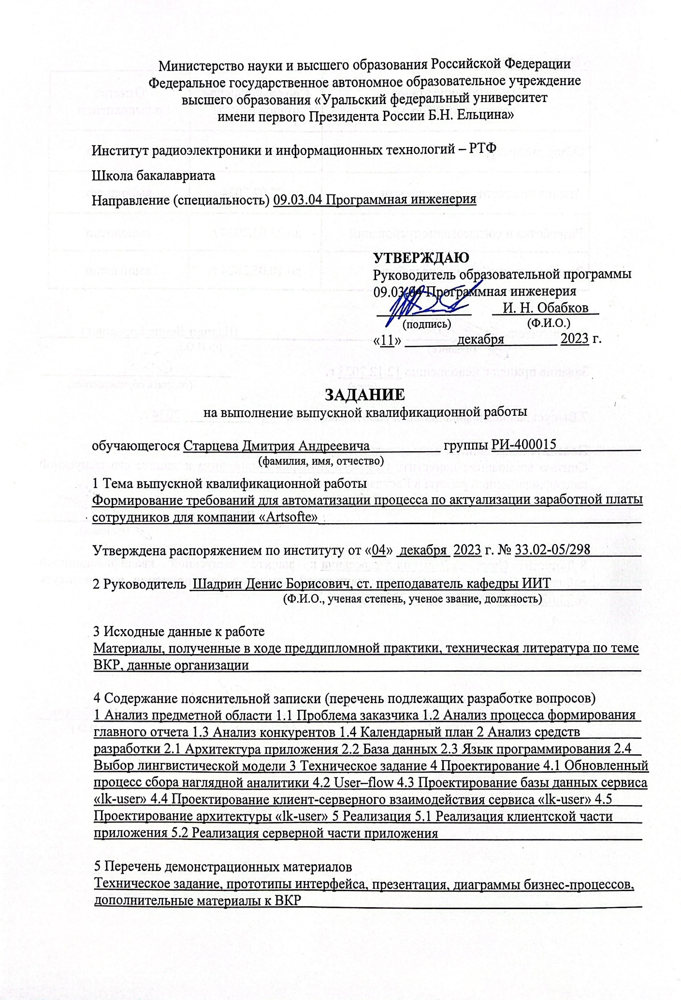 Министерство науки и высшего образования Российской Федерации
Федеральное государственное автономное образовательное учреждение
высшего образования «Уральский федеральный университет
имени первого Президента России Б.Н. Ельцина»
Институт радиоэлектроники и информационных технологий – РТФ
Школа бакалавриата
Направление (специальность) 09.03.04 Программная инженерия
УТВЕРЖДАЮ
Руководитель образовательной программы
09.03.04 Программная инженерия
И. Н. Обабков
(подпись) (Ф.И.О.)
«11» декабря 2023 г.
ЗАДАНИЕ
на выполнение выпускной квалификационной работы
обучающегося Старцева Дмитрия Андреевича группы РИ-400015
(фамилия, имя, отчество)
1 Тема выпускной квалификационной работы
Формирование требований для автоматизации процесса по актуализации заработной платы
сотрудников для компании «Artsofte»
Утверждена распоряжением по институту от «04» декабря 2023 г. № 33.02-05/298
2 Руководитель Шадрин Денис Борисович, ст. преподаватель кафедры ИИТ
(Ф.И.О., ученая степень, ученое звание, должность)
3 Исходные данные к работе
Материалы, полученные в ходе преддипломной практики, техническая литература по теме
ВКР, данные организации
4 Содержание пояснительной записки (перечень подлежащих разработке вопросов)
1 Анализ предметной области 1.1 Проблема заказчика 1.2 Анализ процесса формирования
главного отчета 1.3 Анализ конкурентов 1.4 Календарный план 2 Анализ средств
разработки 2.1 Архитектура приложения 2.2 База данных 2.3 Язык программирования 2.4
Выбор лингвистической модели 3 Техническое задание 4 Проектирование 4.1 Обновленный
процесс сбора наглядной аналитики 4.2 User–flow 4.3 Проектирование базы данных сервиса
«lk-user» 4.4 Проектирование клиент-серверного взаимодействия сервиса «lk-user» 4.5
Проектирование архитектуры «lk-user» 5 Реализация 5.1 Реализация клиентской части
приложения 5.2 Реализация серверной части приложения
5 Перечень демонстрационных материалов
Техническое задание, прототипы интерфейса, презентация, диаграммы бизнес-процессов,
дополнительные материалы к ВКР